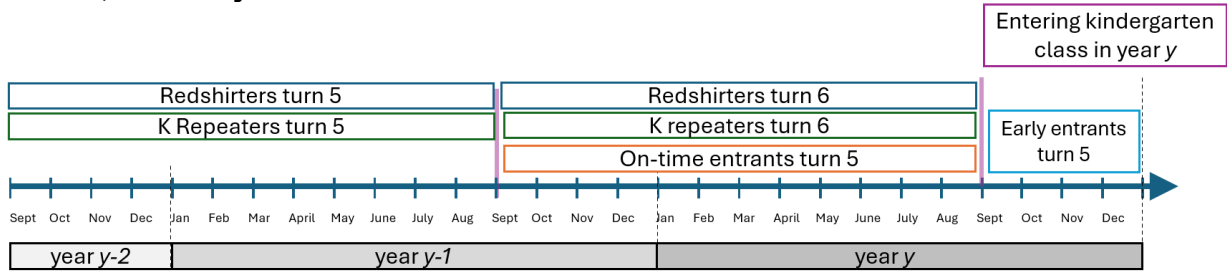 Entering kindergarten
class in year y
Redshirters turn 5
Redshirters turn 6
K Repeaters turn 5
K repeaters turn 6
Early entrants
turn 5
On-time entrants turn 5
Sept Oct Nov Dec Jan Feb Mar April May June July Aug Sept Oct Nov Dec Jan Feb Mar April May June July Aug Sept Oct Nov Dec
year y-2
year y-1
year y